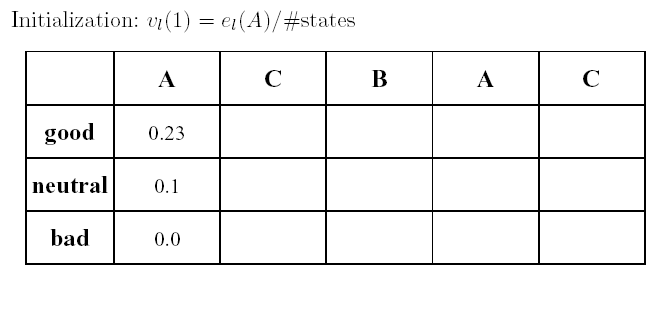 Initialization: v_l(1) = e_l(A)/#states
A C B A C
good 0.23
neutral 0.1
bad 0.0